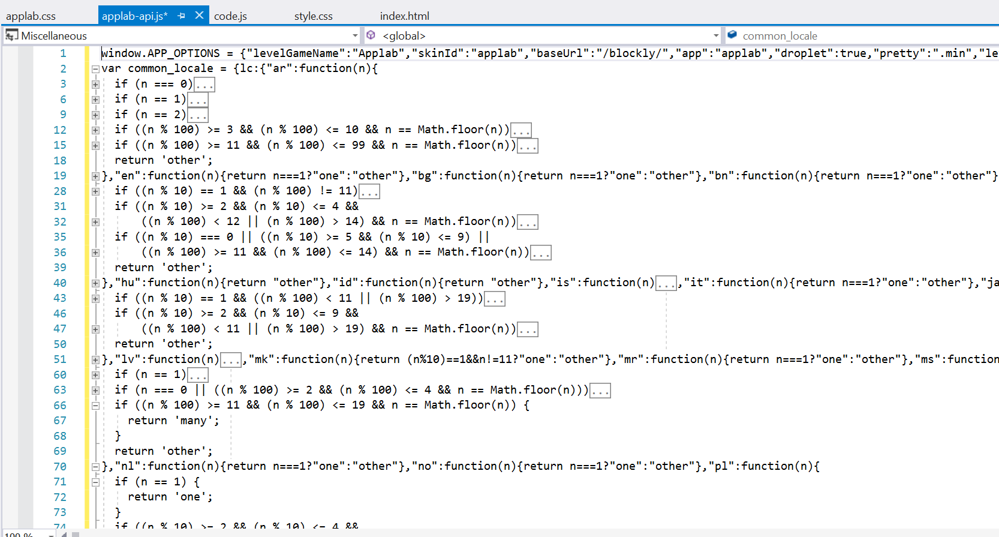 applab.css applab-api.js* code.js style.css index.html
Miscellaneous <global> common_locale
1 window.APP_OPTIONS = {"levelGameName":"Applab","skinId":"applab","baseUrl":"/blockly/","app":"applab","droplet":true,"pretty":".min","le
2 var common_locale = {lc:{"ar":function(n){
3 if (n === 0)...
6 if (n == 1)...
9 if (n == 2)...
12 if ((n % 100) >= 3 && (n % 100) <= 10 && n == Math.floor(n))...
15 if ((n % 100) >= 11 && (n % 100) <= 99 && n == Math.floor(n))...
18 return 'other';
19 },"en":function(n){return n===1?"one":"other"},"bg":function(n){return n===1?"one":"other"},"bn":function(n){return n===1?"one":"other"}
28 if ((n % 10) == 1 && (n % 100) != 11)...
31 if ((n % 10) >= 2 && (n % 10) <= 4 &&
32 ((n % 100) < 12 || (n % 100) > 14) && n == Math.floor(n))...
35 if ((n % 10) === 0 || ((n % 10) >= 5 && (n % 10) <= 9) ||
36 ((n % 100) >= 11 && (n % 100) <= 14) && n == Math.floor(n))...
39 return 'other';
40 },"hu":function(n){return "other"},"id":function(n){return "other"},"is":function(n)...,"it":function(n){return n===1?"one":"other"},"ja
43 if ((n % 10) == 1 && ((n % 100) < 11 || (n % 100) > 19))...
46 if ((n % 10) >= 2 && (n % 10) <= 9 &&
47 ((n % 100) < 11 || (n % 100) > 19) && n == Math.floor(n))...
50 return 'other';
51 },"lv":function(n)...,"mk":function(n){return (n%10)==1&&n!=11?"one":"other"},"mr":function(n){return n===1?"one":"other"},"ms":function
60 if (n == 1)...
63 if (n === 0 || ((n % 100) >= 2 && (n % 100) <= 4 && n == Math.floor(n)))...
66 if ((n % 100) >= 11 && (n % 100) <= 19 && n == Math.floor(n)) {
67 return 'many';
68 }
69 return 'other';
70 },"nl":function(n){return n===1?"one":"other"},"no":function(n){return n===1?"one":"other"},"pl":function(n){
71 if (n == 1) {
72 return 'one';
73 }
74 if ((n % 10) >= 2 && (n % 10) <= 4 &&
100 %